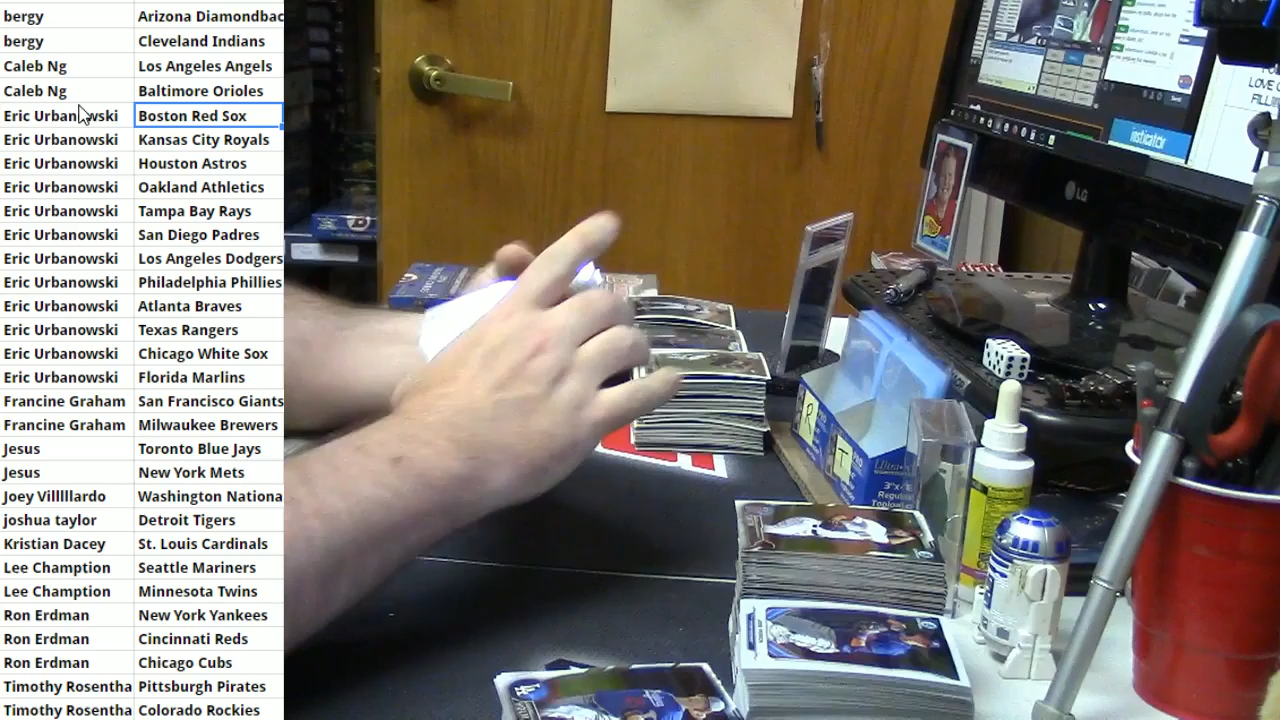 bergy Arizona Diamondbac
bergy Cleveland Indians
Caleb Ng Los Angeles Angels
Caleb Ng Baltimore Orioles
Eric Urbanowski Boston Red Sox
Eric Urbanowski Kansas City Royals
Eric Urbanowski Houston Astros
Eric Urbanowski Oakland Athletics
Eric Urbanowski Tampa Bay Rays
Eric Urbanowski San Diego Padres
Eric Urbanowski Los Angeles Dodgers
Eric Urbanowski Philadelphia Phillies
Eric Urbanowski Atlanta Braves
Eric Urbanowski Texas Rangers
Eric Urbanowski Chicago White Sox
Eric Urbanowski Florida Marlins
Francine Graham San Francisco Giants
Francine Graham Milwaukee Brewers
Jesus Toronto Blue Jays
Jesus New York Mets
Joey Villlllardo Washington Nationa
joshua taylor Detroit Tigers
Kristian Dacey St. Louis Cardinals
Lee Champion Seattle Mariners
Lee Champion Minnesota Twins
Ron Erdman New York Yankees
Ron Erdman Cincinnati Reds
Ron Erdman Chicago Cubs
Timothy Rosentha Pittsburgh Pirates
Timothy Rosentha Colorado Rockies
insticator
LG
LOVE
R
T